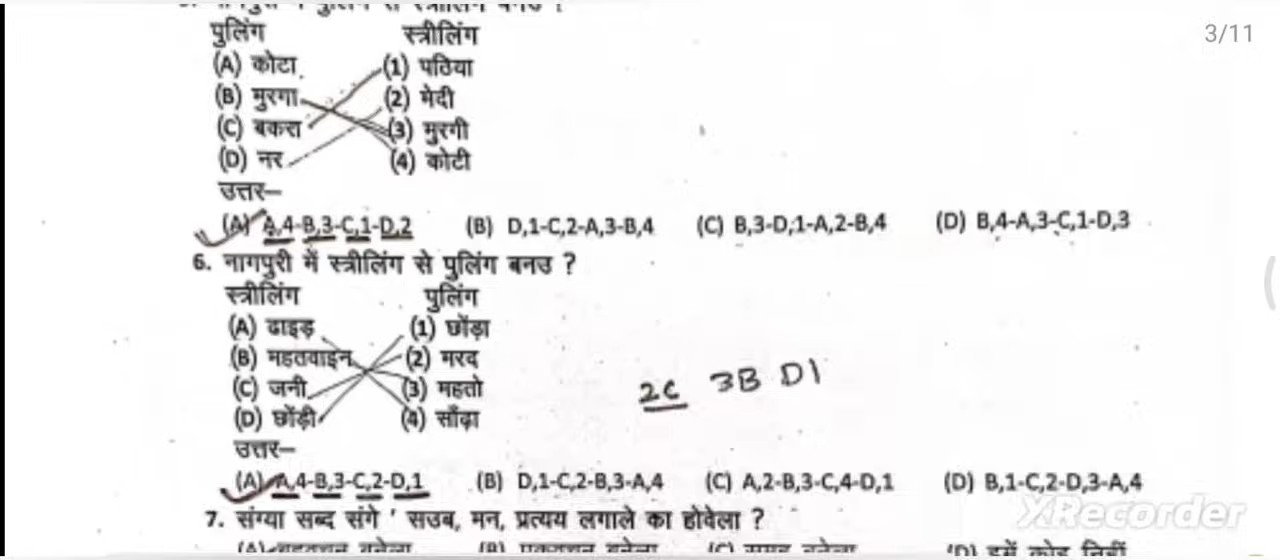 3/11
पुलिंग स्त्रीलिंग
(A) कोटा (1) पठिया
(B) मुरगा (2) मेदी
(C) बकरा (3) मुरगी
(D) नर (4) कोटी
उत्तर–
(A) A,4-B,3-C,1-D,2 (B) D,1-C,2-A,3-B,4 (C) B,3-D,1-A,2-B,4 (D) B,4-A,3-C,1-D,3
6. नागपुरी में स्त्रीलिंग से पुलिंग बनउ ?
स्त्रीलिंग पुलिंग
(A) ढाइड़ (1) छोंड़ा
(B) महतवाइन (2) मरद
(C) जनी (3) महतो
(D) छोंड़ी (4) साँढ़ा
2C 3B D1
उत्तर–
(A) A,4-B,3-C,2-D,1 (B) D,1-C,2-B,3-A,4 (C) A,2-B,3-C,4-D,1 (D) B,1-C,2-D,3-A,4
XRecorder
7. संग्या सब्द संगे ' सउब, मन, प्रत्यय लगाले का होवेला ?